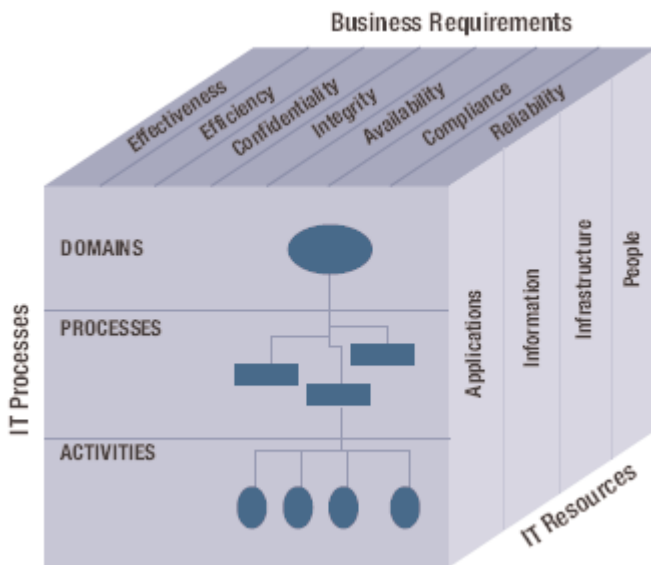 Business Requirements
Effectiveness
Efficiency
Confidentiality
Integrity
Availability
Compliance
Reliability
IT Processes
DOMAINS
PROCESSES
ACTIVITIES
Applications
Information
Infrastructure
People
IT Resources